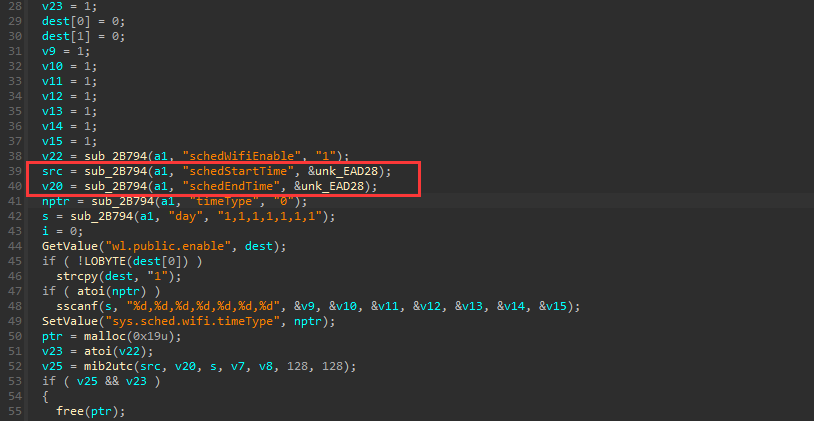 28 v23 = 1;
29 dest[0] = 0;
30 dest[1] = 0;
31 v9 = 1;
32 v10 = 1;
33 v11 = 1;
34 v12 = 1;
35 v13 = 1;
36 v14 = 1;
37 v15 = 1;
38 v22 = sub_2B794(a1, "schedWifiEnable", "1");
39 src = sub_2B794(a1, "schedStartTime", &unk_EAD28);
40 v20 = sub_2B794(a1, "schedEndTime", &unk_EAD28);
41 nptr = sub_2B794(a1, "timeType", "0");
42 s = sub_2B794(a1, "day", "1,1,1,1,1,1,1");
43 i = 0;
44 GetValue("wl.public.enable", dest);
45 if ( !LOBYTE(dest[0]) )
46 strcpy(dest, "1");
47 if ( atoi(nptr) )
48 sscanf(s, "%d,%d,%d,%d,%d,%d,%d", &v9, &v10, &v11, &v12, &v13, &v14, &v15);
49 SetValue("sys.sched.wifi.timeType", nptr);
50 ptr = malloc(0x19u);
51 v23 = atoi(v22);
52 v25 = mib2utc(src, v20, s, v7, v8, 128, 128);
53 if ( v25 && v23 )
54 {
55 free(ptr);